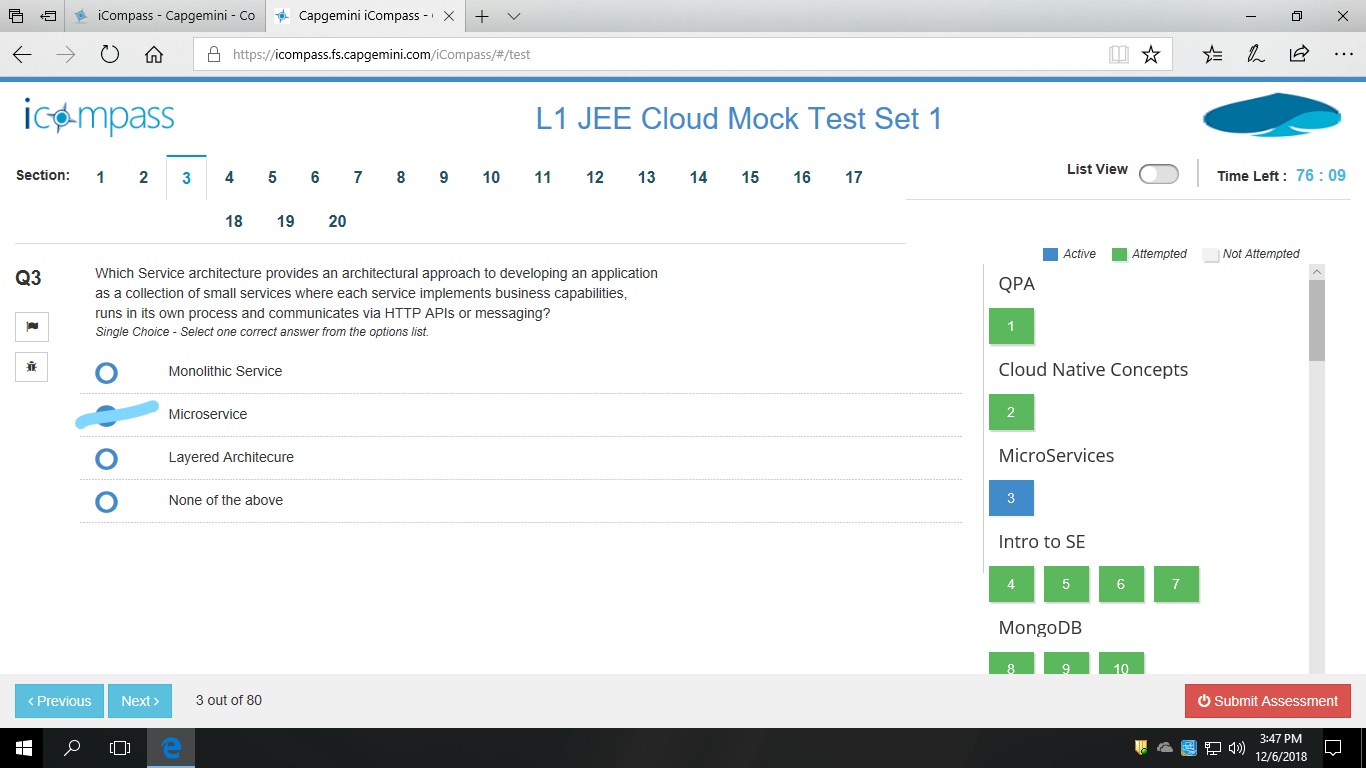 iCompass - Capgemini - Co
Capgemini iCompass -
https://icompass.fs.capgemini.com/iCompass/#/test
icompass
L1 JEE Cloud Mock Test Set 1
Section: 1 2 3 4 5 6 7 8 9 10 11 12 13 14 15 16 17
18 19 20
List View
Time Left : 76 : 09
Active Attempted Not Attempted
Q3
Which Service architecture provides an architectural approach to developing an application
as a collection of small services where each service implements business capabilities,
runs in its own process and communicates via HTTP APIs or messaging?
Single Choice - Select one correct answer from the options list.
Monolithic Service
Microservice
Layered Architecure
None of the above
QPA
1
Cloud Native Concepts
2
MicroServices
3
Intro to SE
4 5 6 7
MongoDB
8 9 10
Previous Next 3 out of 80
Submit Assessment
3:47 PM
12/6/2018